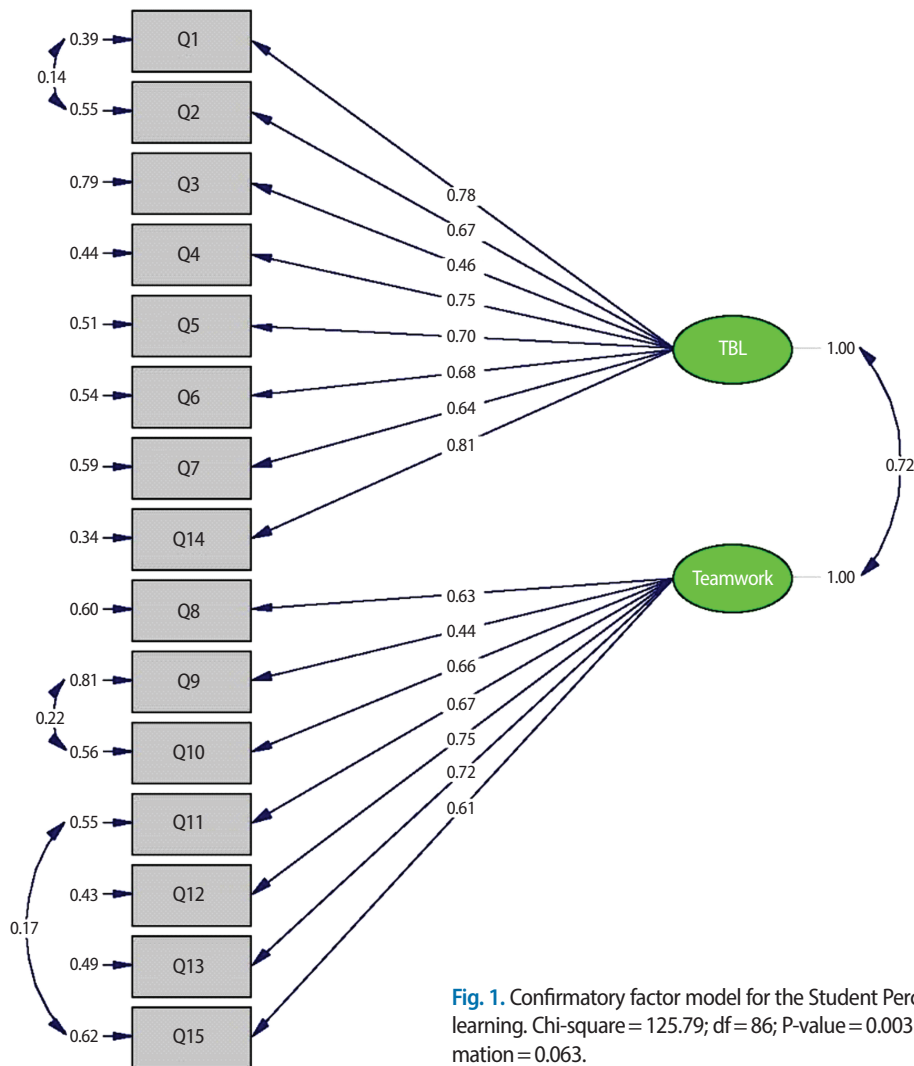 0.39
Q1
0.14
0.55
Q2
0.79
Q3
0.78
0.67
0.44
Q4
0.46
0.75
0.51
Q5
0.70
TBL
1.00
0.54
Q6
0.68
0.64
0.59
Q7
0.81
0.72
0.34
Q14
0.60
Q8
0.63
Teamwork
1.00
0.44
0.81
Q9
0.66
0.22
0.67
0.56
Q10
0.75
0.72
0.55
Q11
0.61
0.43
Q12
0.17
0.49
Q13
0.62
Q15
Fig. 1. Confirmatory factor model for the Student Perc
learning. Chi-square = 125.79; df = 86; P-value = 0.003
mation = 0.063.